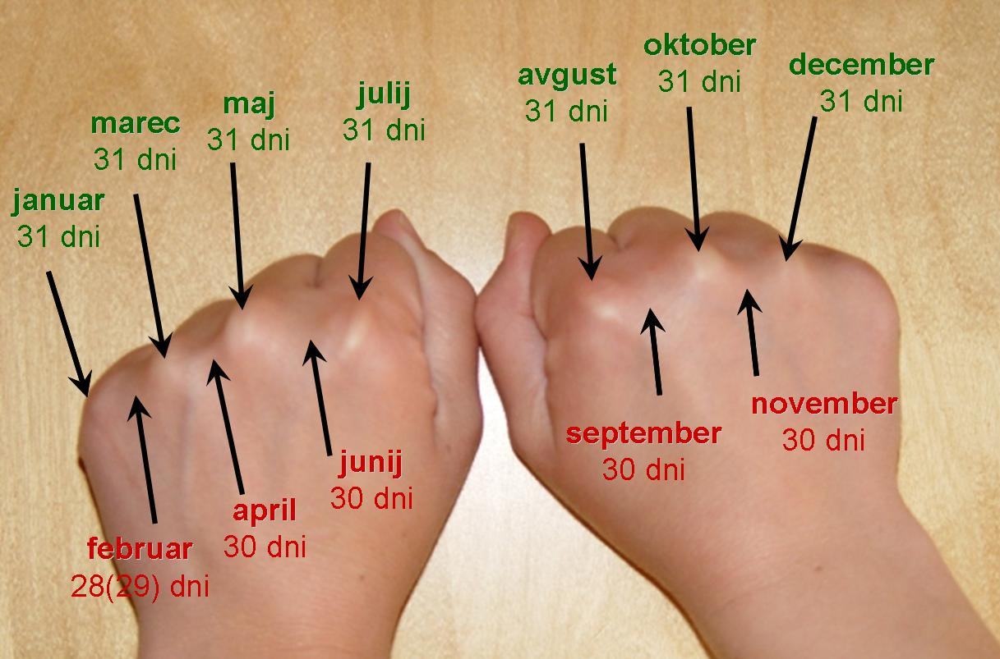 januar
31 dni
februar
28(29) dni
marec
31 dni
april
30 dni
maj
31 dni
junij
30 dni
julij
31 dni
avgust
31 dni
september
30 dni
oktober
31 dni
november
30 dni
december
31 dni